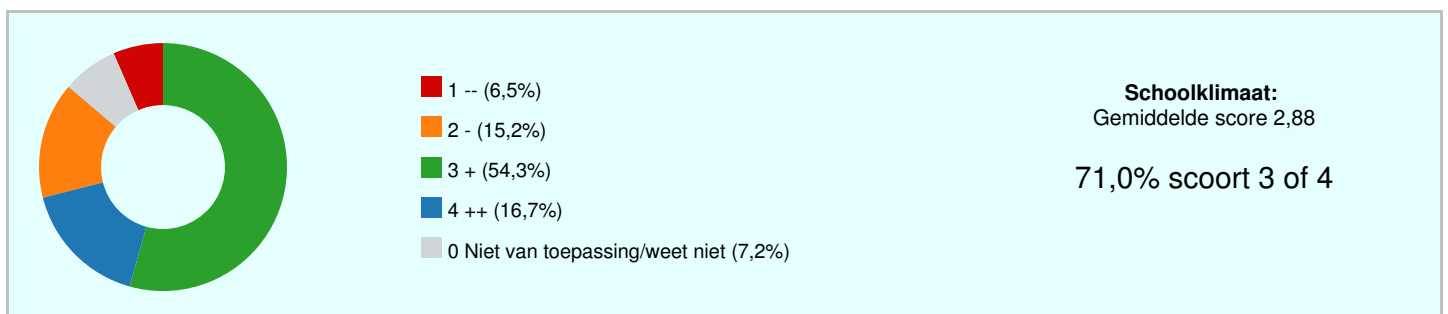 1 -- (6,5%)
2 - (15,2%)
3 + (54,3%)
4 ++ (16,7%)
0 Niet van toepassing/weet niet (7,2%)
Schoolklimaat:
Gemiddelde score 2,88
71,0% scoort 3 of 4